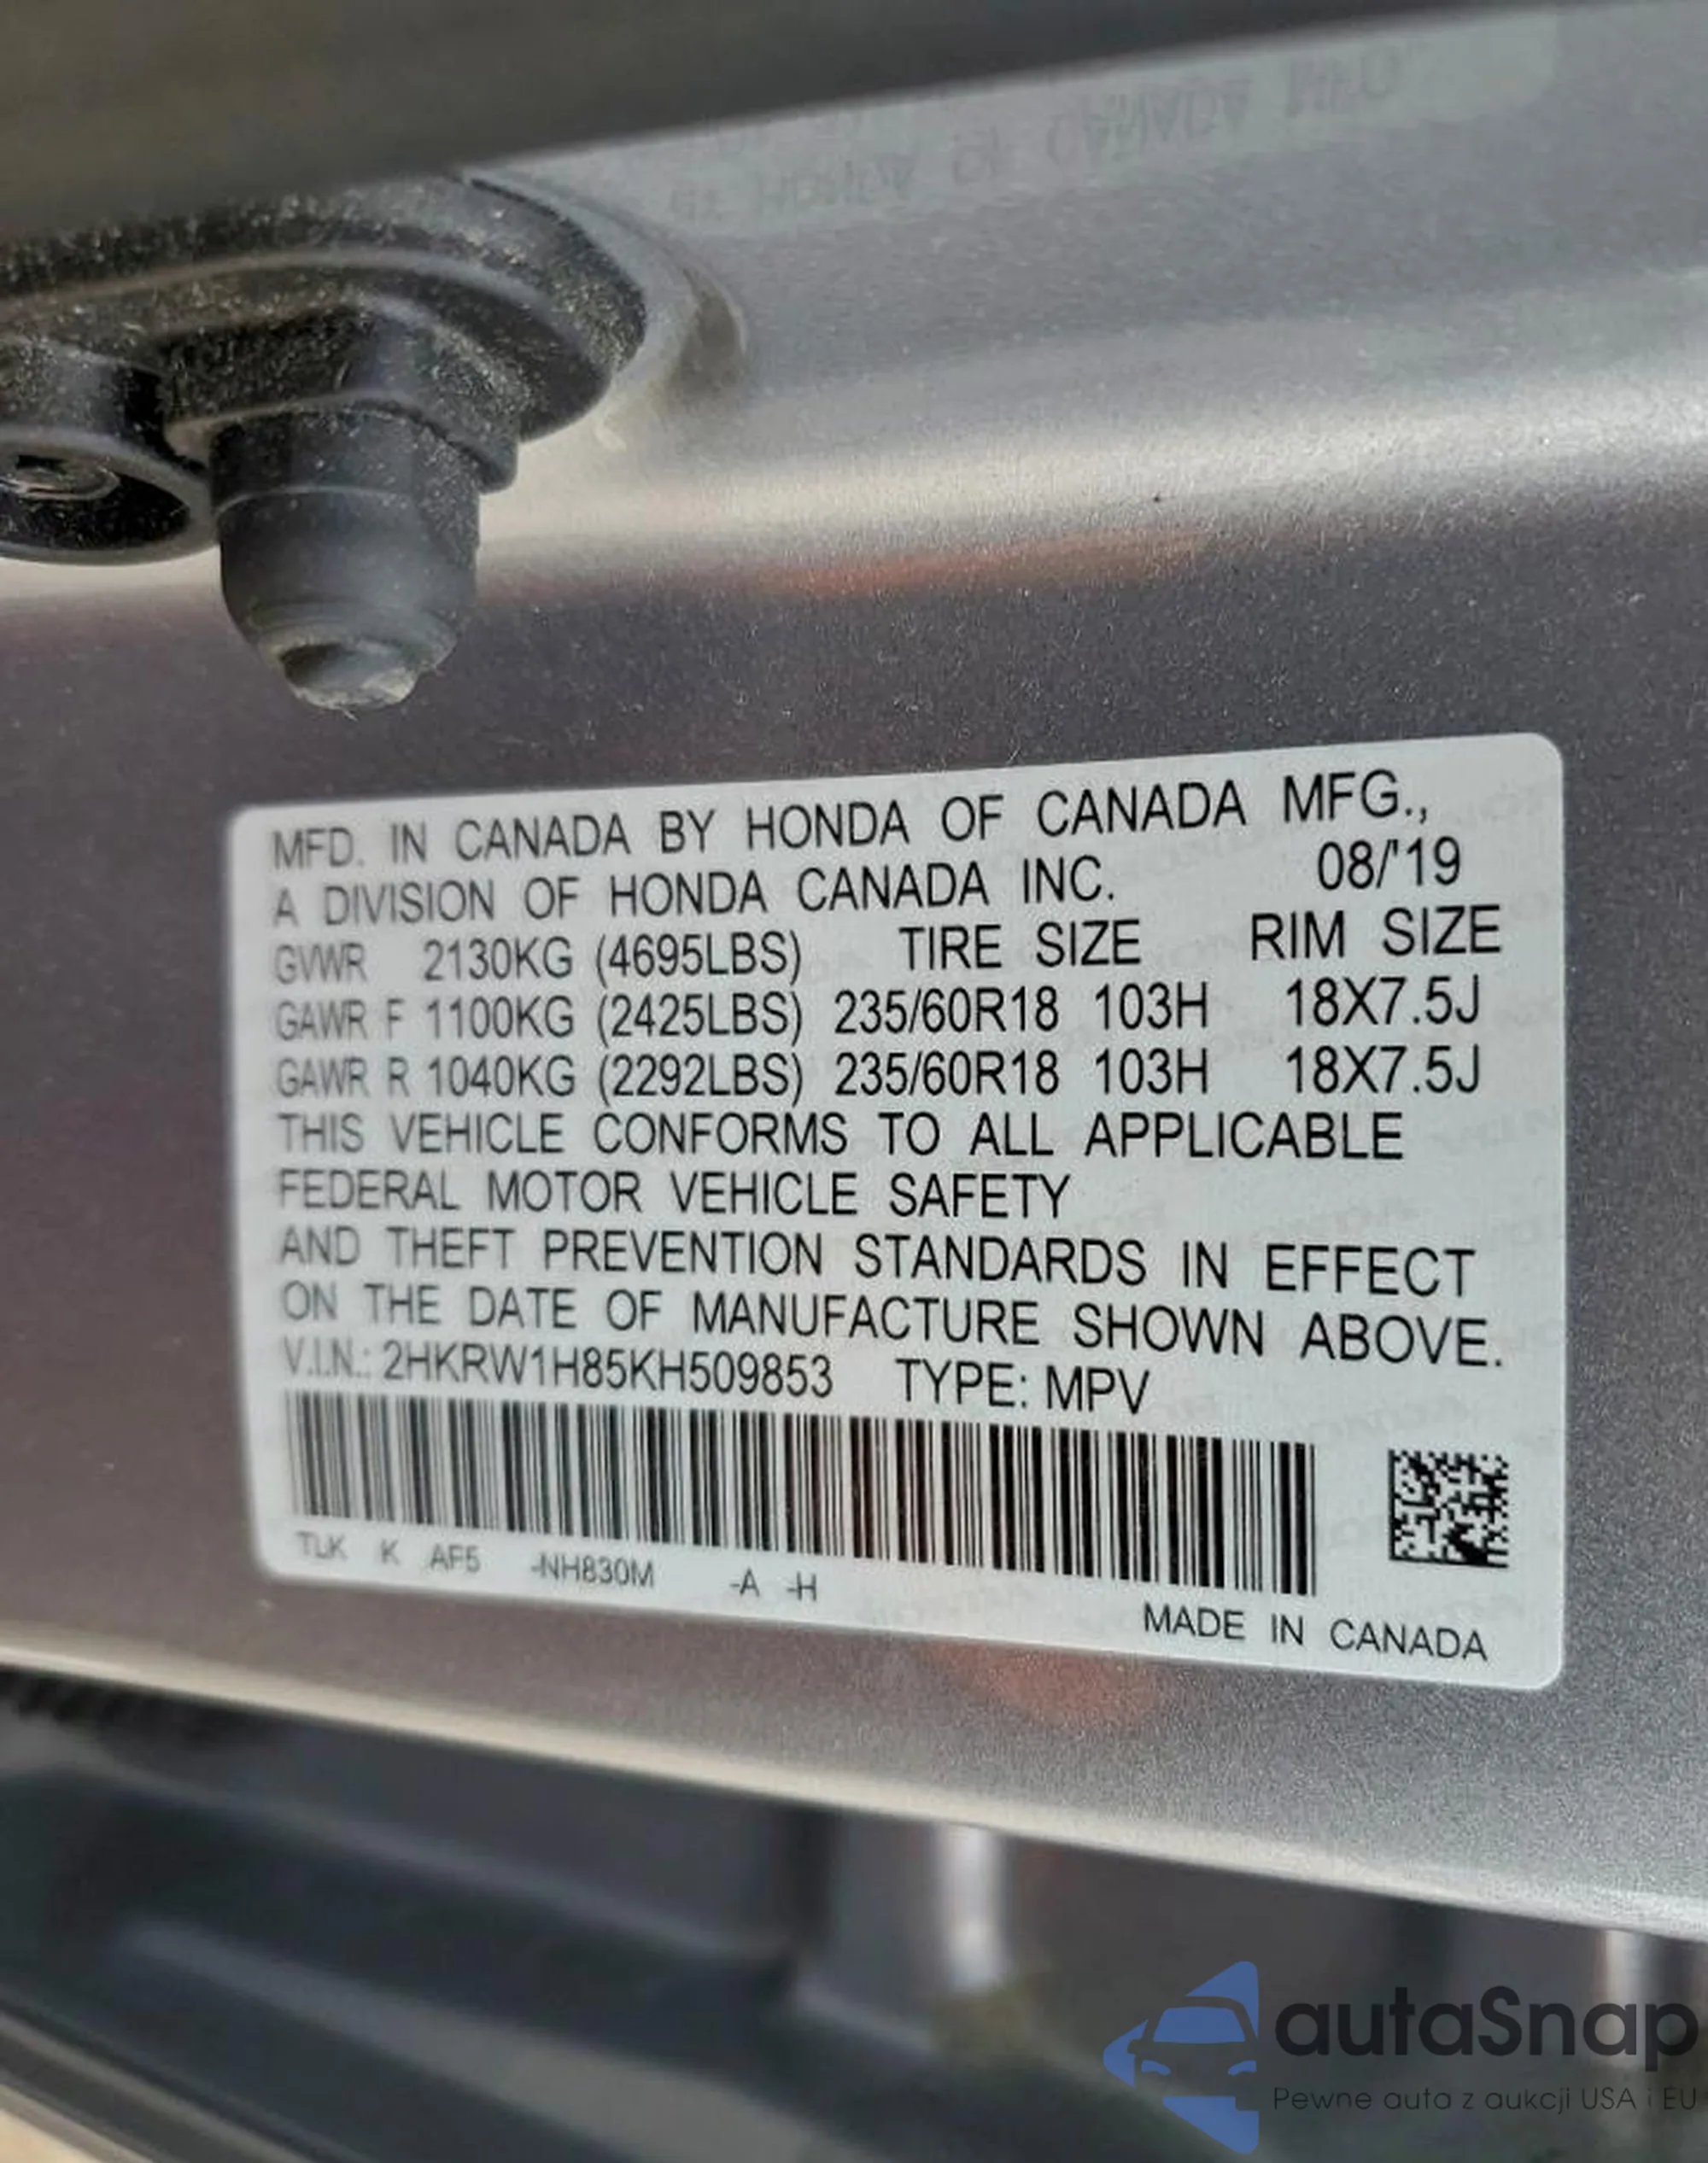 MFD. IN CANADA BY HONDA OF CANADA MFG.,
A DIVISION OF HONDA CANADA INC. 08/'19
GVWR 2130KG (4695LBS) TIRE SIZE RIM SIZE
GAWR F 1100KG (2425LBS) 235/60R18 103H 18X7.5J
GAWR R 1040KG (2292LBS) 235/60R18 103H 18X7.5J
THIS VEHICLE CONFORMS TO ALL APPLICABLE
FEDERAL MOTOR VEHICLE SAFETY
AND THEFT PREVENTION STANDARDS IN EFFECT
ON THE DATE OF MANUFACTURE SHOWN ABOVE.
V.I.N.: 2HKRW1H85KH509853 TYPE: MPV
TLK K AF5 -NH830M -A -H
MADE IN CANADA
autaSnap
Pewne auta z aukcji USA i EU